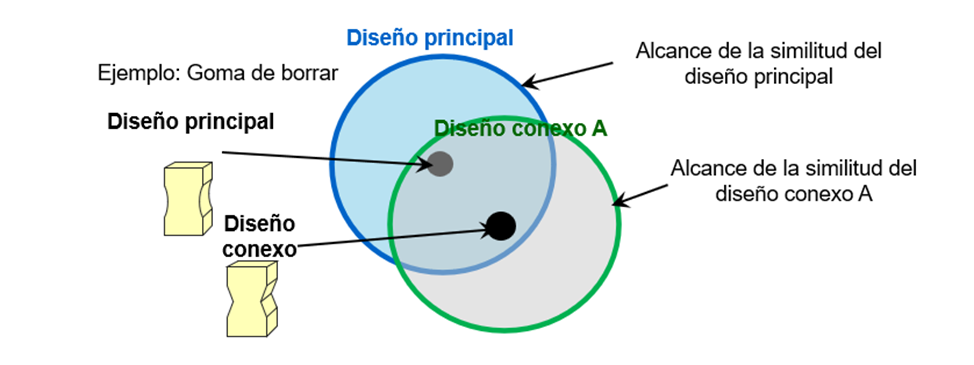 Diseño principal
Alcance de la similitud del
diseño principal
Ejemplo: Goma de borrar
Diseño principal
Diseño conexo A
Alcance de la similitud del
diseño conexo A
Diseño
conexo